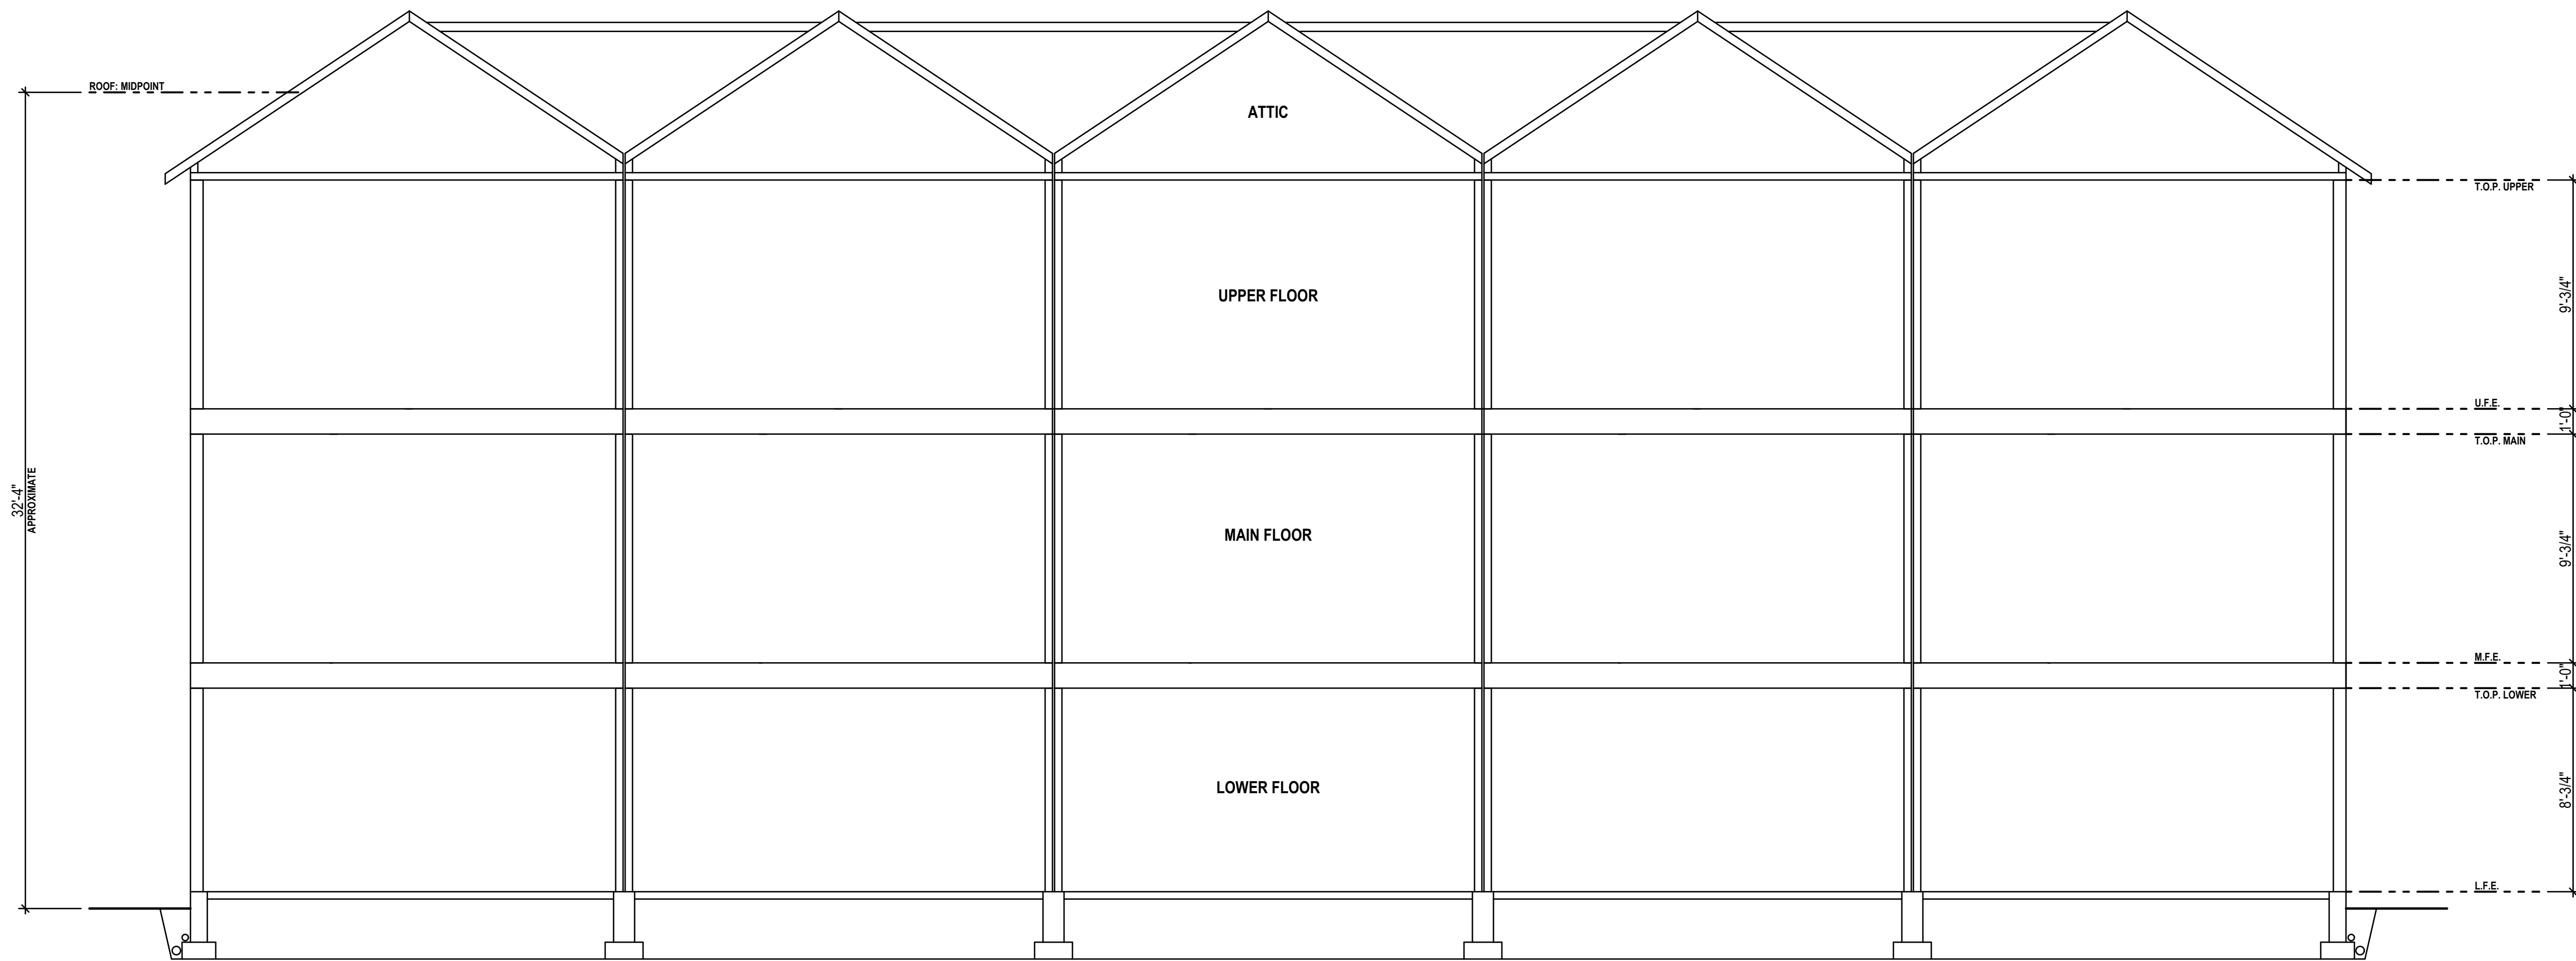 ROOF: MIDPOINT
ATTIC
T.O.P. UPPER
UPPER FLOOR
9'-3/4"
U.F.E.
1'-0"
T.O.P. MAIN
32'-4"
APPROXIMATE
MAIN FLOOR
9'-3/4"
M.F.E.
1'-0"
T.O.P. LOWER
LOWER FLOOR
8'-3/4"
L.F.E.